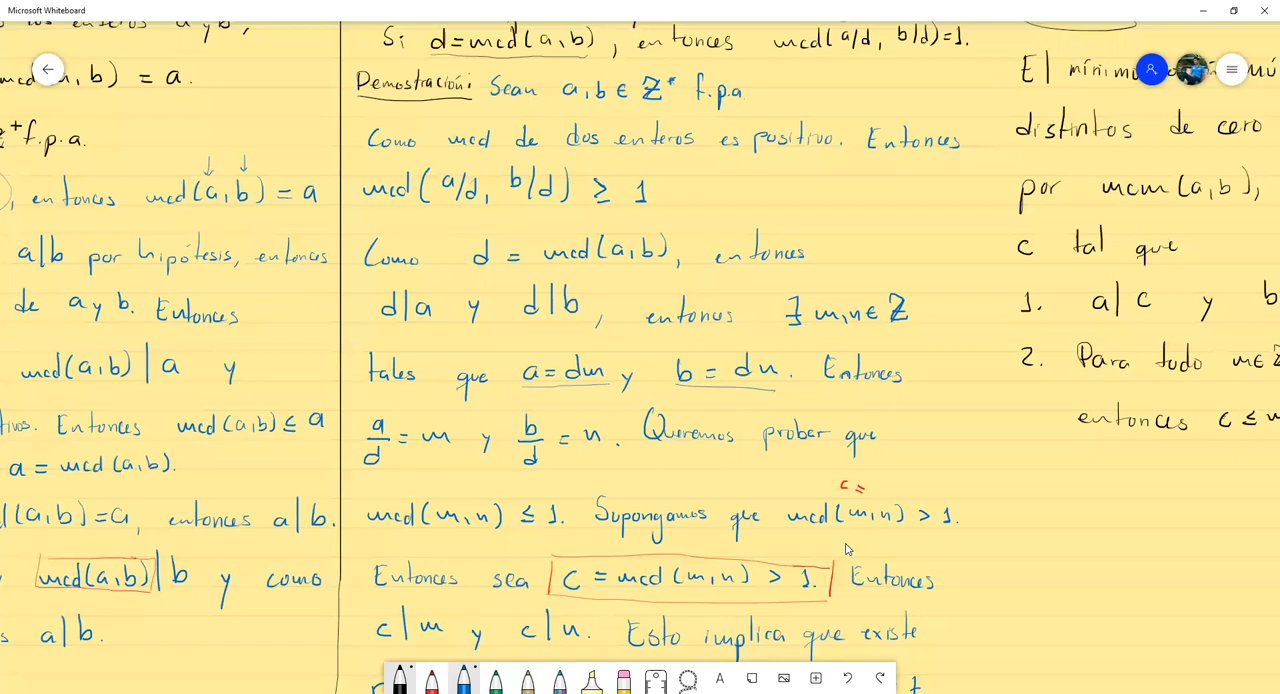 Microsoft Whiteboard
mcd(a,b) = a.
f.p.a.
, entonces mcd(a,b) = a
a|b por hipótesis, entonces
de a y b. Entonces
mcd(a,b) | a y
tivos. Entonces mcd(a,b) ≤ a
a = mcd(a,b).
(a,b) = a, entonces a|b.
mcd(a,b) | b y como
s a|b.
Si d=mcd(a,b), entonces mcd(a/d, b/d)=1.
Demostración: Sean a,b ∈ Z* f.p.a
Como mcd de dos enteros es positivo. Entonces
mcd(a/d, b/d) ≥ 1
Como d = mcd(a,b), entonces
d|a y d|b, entonces ∃ m,n ∈ Z
tales que a = dm y b = dn. Entonces
a/d = m y b/d = n. Queremos probar que
c =
mcd(m,n) ≤ 1. Supongamos que mcd(m,n) > 1.
Entonces sea c = mcd(m,n) > 1. Entonces
c|m y c|n. Esto implica que existe
El
distintos de cero
por mcm(a,b),
c tal que
1. a|c y b
2. Para todo m ∈ Z
entonces c ≤ m